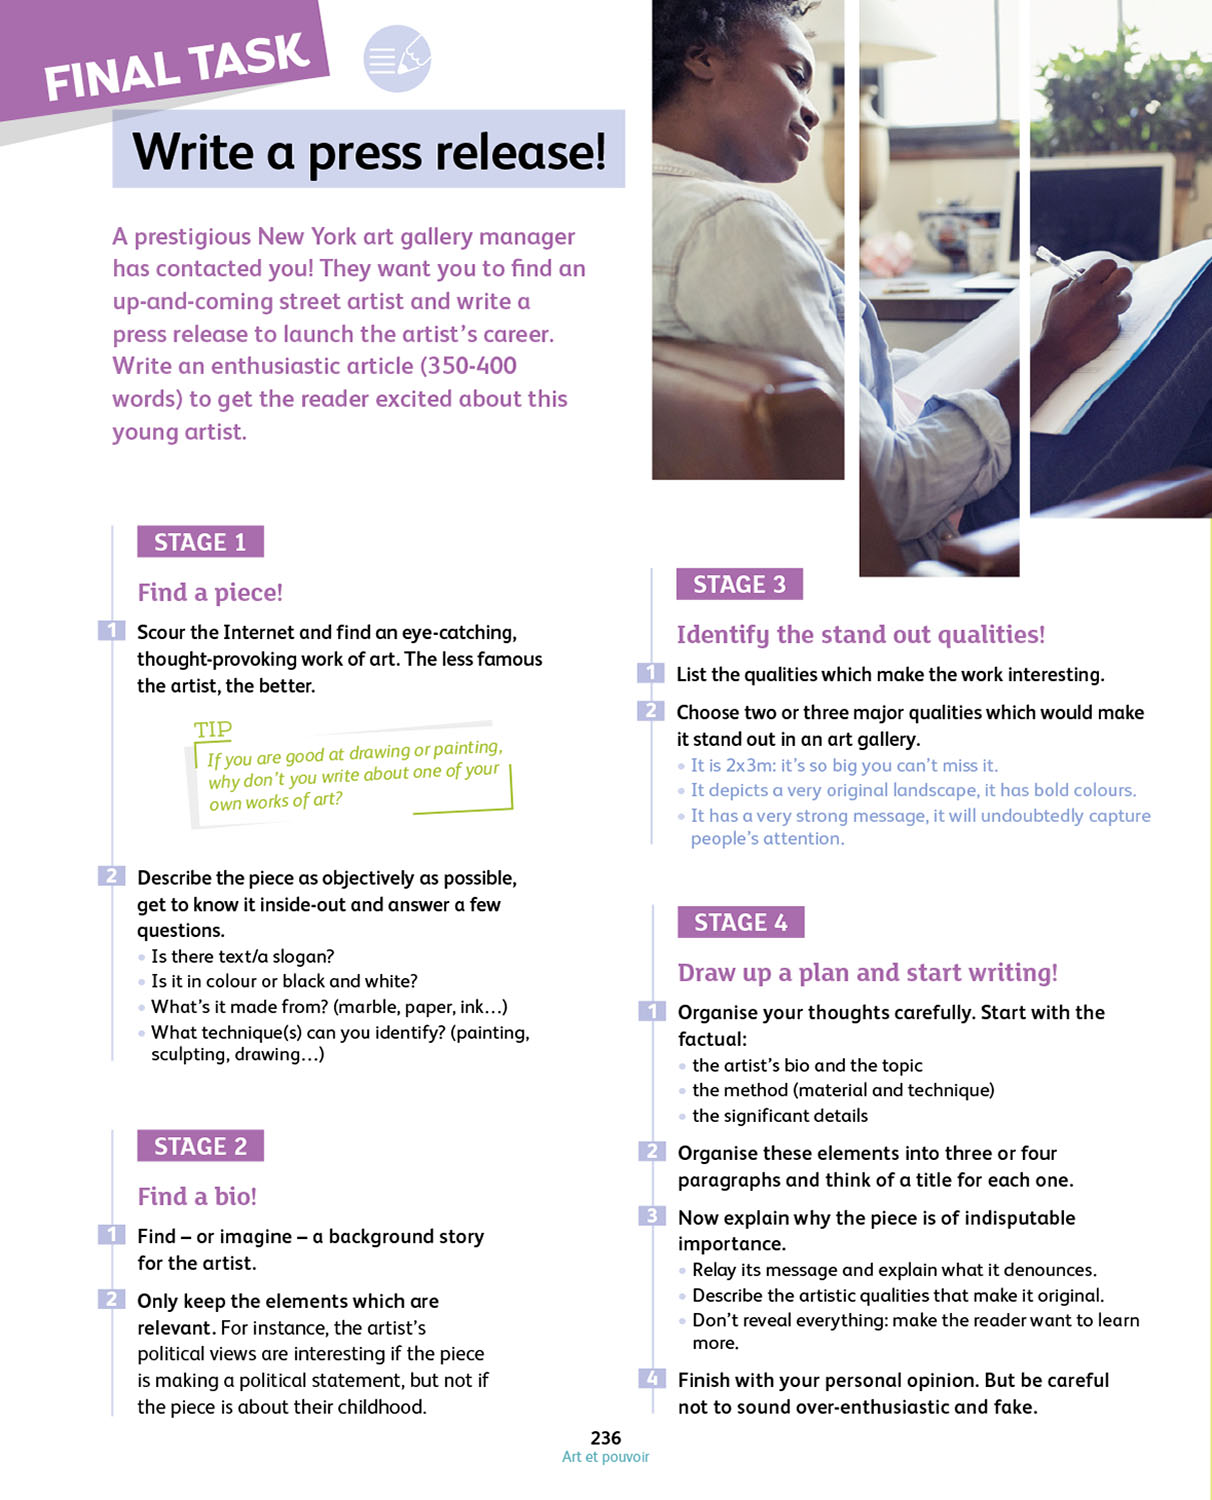 FINAL TASK
Write a press release!
A prestigious New York art gallery manager
has contacted you! They want you to find an
up-and-coming street artist and write a
press release to launch the artist's career.
Write an enthusiastic article (350-400
words) to get the reader excited about this
young artist.
STAGE 1
Find a piece!
1 Scour the Internet and find an eye-catching,
thought-provoking work of art. The less famous
the artist, the better.
TIP
If you are good at drawing or painting,
why don't you write about one of your
own works of art?
2 Describe the piece as objectively as possible,
get to know it inside-out and answer a few
questions.
• Is there text/a slogan?
• Is it in colour or black and white?
• What's it made from? (marble, paper, ink...)
• What technique(s) can you identify? (painting,
sculpting, drawing...)
STAGE 2
Find a bio!
1 Find – or imagine – a background story
for the artist.
2 Only keep the elements which are
relevant. For instance, the artist's
political views are interesting if the piece
is making a political statement, but not if
the piece is about their childhood.
STAGE 3
Identify the stand out qualities!
1 List the qualities which make the work interesting.
2 Choose two or three major qualities which would make
it stand out in an art gallery.
• It is 2x3m: it's so big you can't miss it.
• It depicts a very original landscape, it has bold colours.
• It has a very strong message, it will undoubtedly capture
people's attention.
STAGE 4
Draw up a plan and start writing!
1 Organise your thoughts carefully. Start with the
factual:
• the artist's bio and the topic
• the method (material and technique)
• the significant details
2 Organise these elements into three or four
paragraphs and think of a title for each one.
3 Now explain why the piece is of indisputable
importance.
• Relay its message and explain what it denounces.
• Describe the artistic qualities that make it original.
• Don't reveal everything: make the reader want to learn
more.
4 Finish with your personal opinion. But be careful
not to sound over-enthusiastic and fake.
236
Art et pouvoir